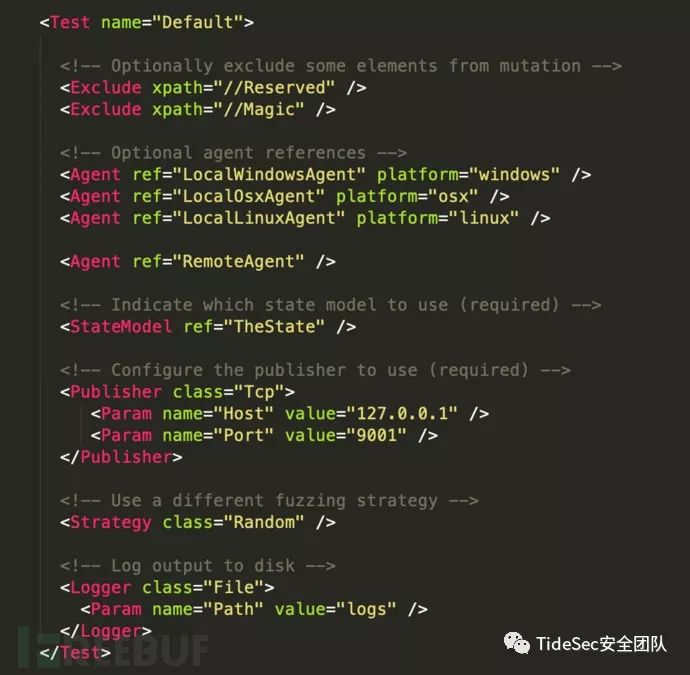 <Test name="Default">
<!-- Optionally exclude some elements from mutation -->
<Exclude xpath="//Reserved" />
<Exclude xpath="//Magic" />
<!-- Optional agent references -->
<Agent ref="LocalWindowsAgent" platform="windows" />
<Agent ref="LocalOsxAgent" platform="osx" />
<Agent ref="LocalLinuxAgent" platform="linux" />
<Agent ref="RemoteAgent" />
<!-- Indicate which state model to use (required) -->
<StateModel ref="TheState" />
<!-- Configure the publisher to use (required) -->
<Publisher class="Tcp">
<Param name="Host" value="127.0.0.1" />
<Param name="Port" value="9001" />
</Publisher>
<!-- Use a different fuzzing strategy -->
<Strategy class="Random" />
<!-- Log output to disk -->
<Logger class="File">
<Param name="Path" value="logs" />
</Logger>
</Test>
FREEBUF
TideSec安全团队